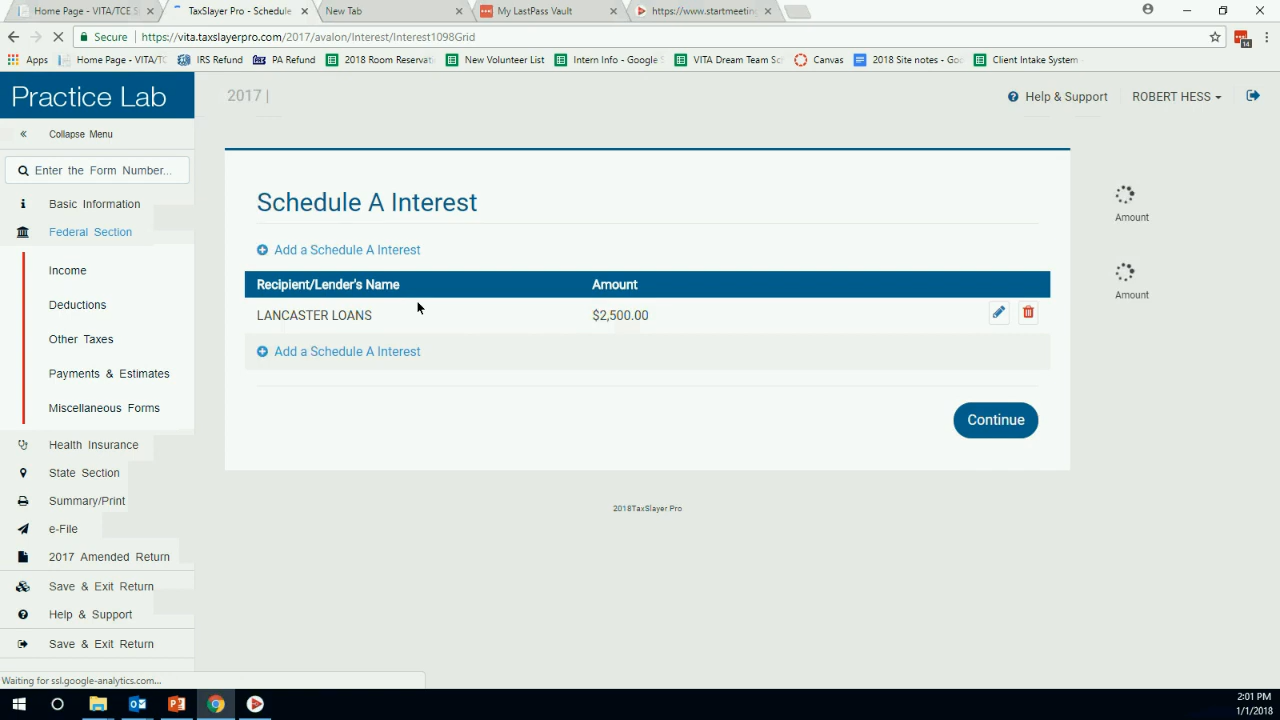 Home Page - VITA/TCE S
TaxSlayer Pro - Schedule
New Tab
My LastPass Vault
https://www.startmeeting
Secure
https://vita.taxslayerpro.com/2017/avalon/Interest/Interest1098Grid
14
Apps
Home Page - VITA/TC
IRS Refund
PA Refund
2018 Room Reservat
New Volunteer List
Intern Info - Google
VITA Dream Team Sc
Canvas
2018 Site notes - Goo
Client Intake System
Practice Lab
2017 |
Help & Support
ROBERT HESS
Collapse Menu
Enter the Form Number...
Basic Information
Federal Section
Income
Deductions
Other Taxes
Payments & Estimates
Miscellaneous Forms
Health Insurance
State Section
Summary/Print
e-File
2017 Amended Return
Save & Exit Return
Help & Support
Save & Exit Return
Schedule A Interest
Add a Schedule A Interest
Recipient/Lender's Name
Amount
LANCASTER LOANS
$2,500.00
Add a Schedule A Interest
Continue
Amount
Amount
2018TaxSlayer Pro
Waiting for ssl.google-analytics.com...
2:01 PM
1/1/2018